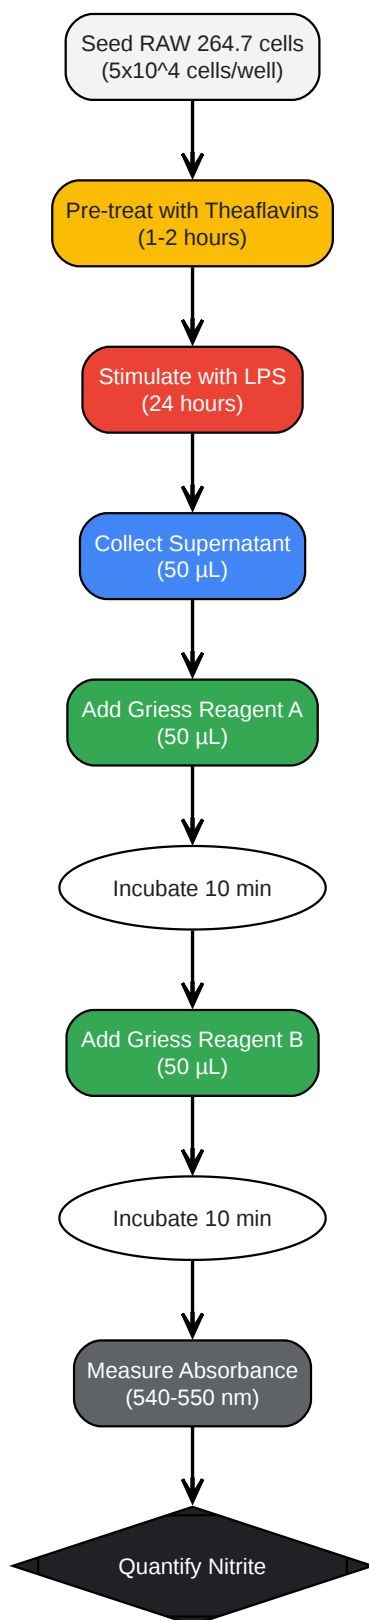 Seed RAW 264.7 cells
(5x10^4 cells/well)
Pre-treat with Theaflavins
(1-2 hours)
Stimulate with LPS
(24 hours)
Collect Supernatant
(50 µL)
Add Griess Reagent A
(50 µL)
Incubate 10 min
Add Griess Reagent B
(50 µL)
Incubate 10 min
Measure Absorbance
(540-550 nm)
Quantify Nitrite